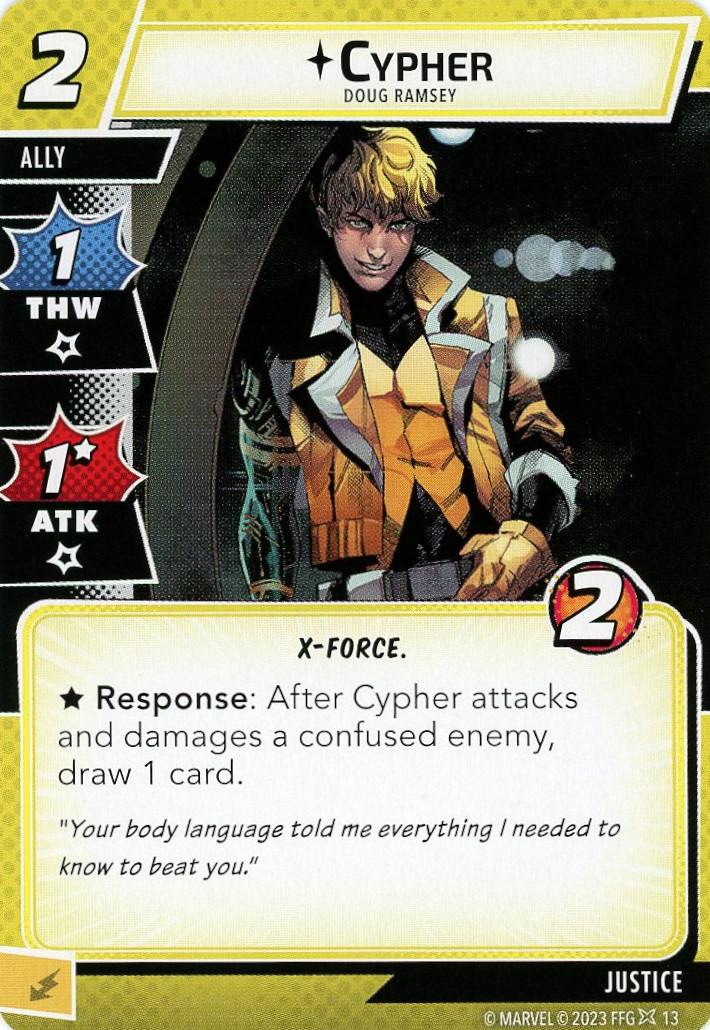 2
CYPHER
DOUG RAMSEY
ALLY
1
THW
1
ATK
2
X-FORCE.
★ Response: After Cypher attacks
and damages a confused enemy,
draw 1 card.
"Your body language told me everything I needed to
know to beat you."
JUSTICE
© MARVEL © 2023 FFG 13